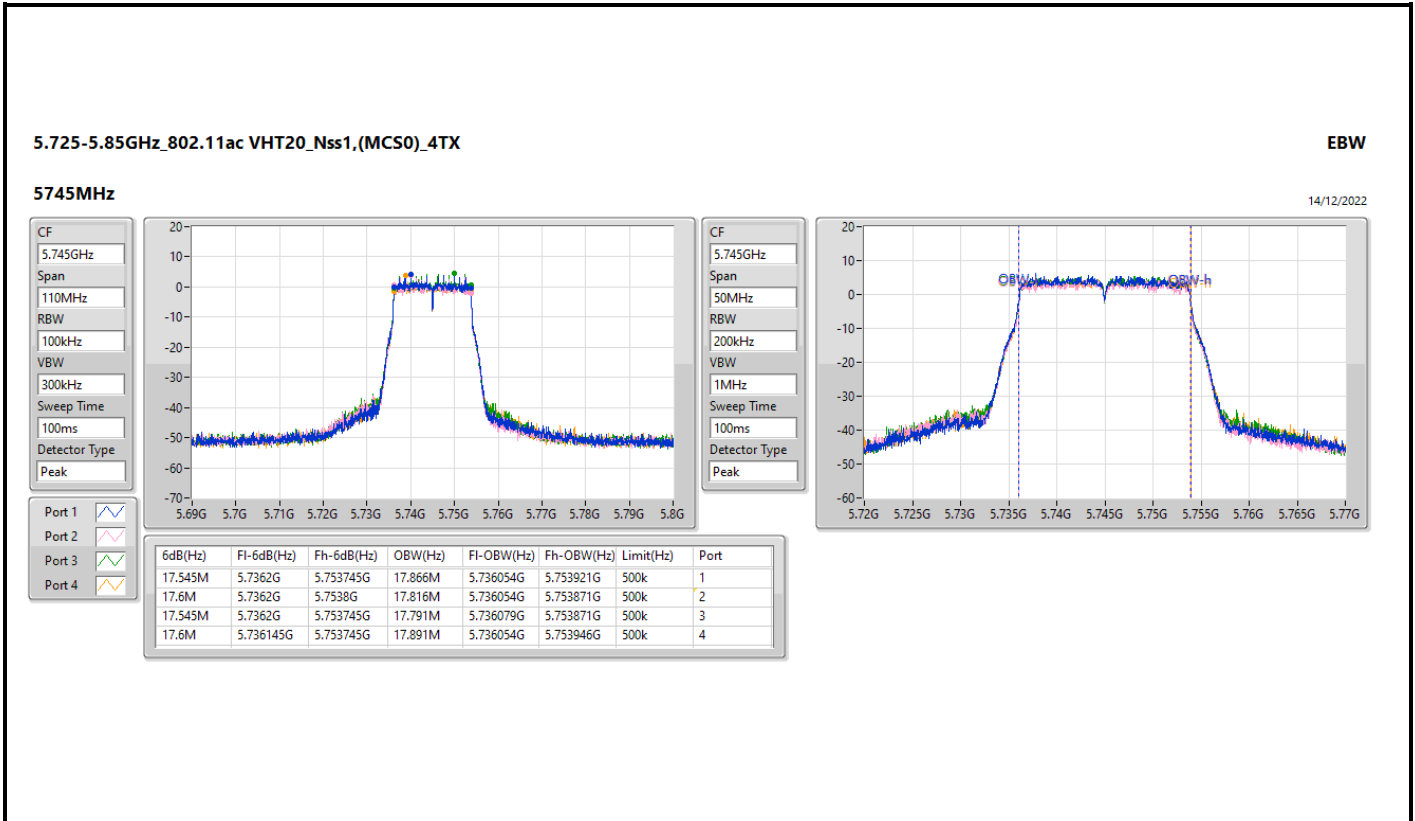 5.725-5.85GHz_802.11ac VHT20_Nss1,(MCS0)_4TX
EBW
5745MHz
14/12/2022
CF
5.745GHz
Span
110MHz
RBW
100kHz
VBW
300kHz
Sweep Time
100ms
Detector Type
Peak
20
10
0
-10
-20
-30
-40
-50
-60
-70
5.69G 5.7G 5.71G 5.72G 5.73G 5.74G 5.75G 5.76G 5.77G 5.78G 5.79G 5.8G
CF
5.745GHz
Span
50MHz
RBW
200kHz
VBW
1MHz
Sweep Time
100ms
Detector Type
Peak
20
10
0
-10
-20
-30
-40
-50
-60
OBW-h
5.72G 5.725G 5.73G 5.735G 5.74G 5.745G 5.75G 5.755G 5.76G 5.765G 5.77G
Port 1
Port 2
Port 3
Port 4
6dB(Hz) Fl-6dB(Hz) Fh-6dB(Hz) OBW(Hz) Fl-OBW(Hz) Fh-OBW(Hz) Limit(Hz) Port
17.545M 5.7362G 5.753745G 17.866M 5.736054G 5.753921G 500k 1
17.6M 5.7362G 5.7538G 17.816M 5.736054G 5.753871G 500k 2
17.545M 5.7362G 5.753745G 17.791M 5.736079G 5.753871G 500k 3
17.6M 5.736145G 5.753745G 17.891M 5.736054G 5.753946G 500k 4